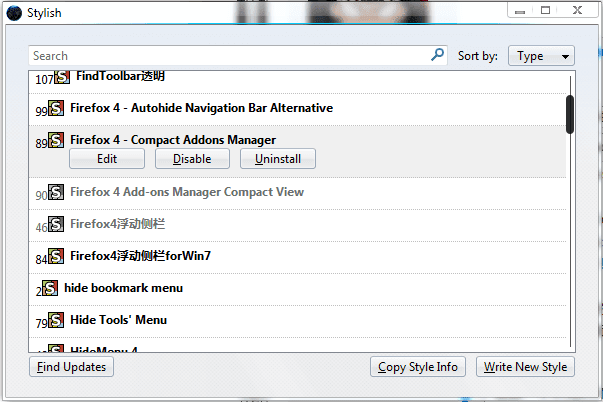 Stylish
Search
Sort by: Type
107 FindToolbar透明
99 Firefox 4 - Autohide Navigation Bar Alternative
89 Firefox 4 - Compact Addons Manager
Edit Disable Uninstall
90 Firefox 4 Add-ons Manager Compact View
46 Firefox4浮动侧栏
84 Firefox4浮动侧栏forWin7
2 hide bookmark menu
79 Hide Tools' Menu
HideMenu 4
Find Updates Copy Style Info Write New Style